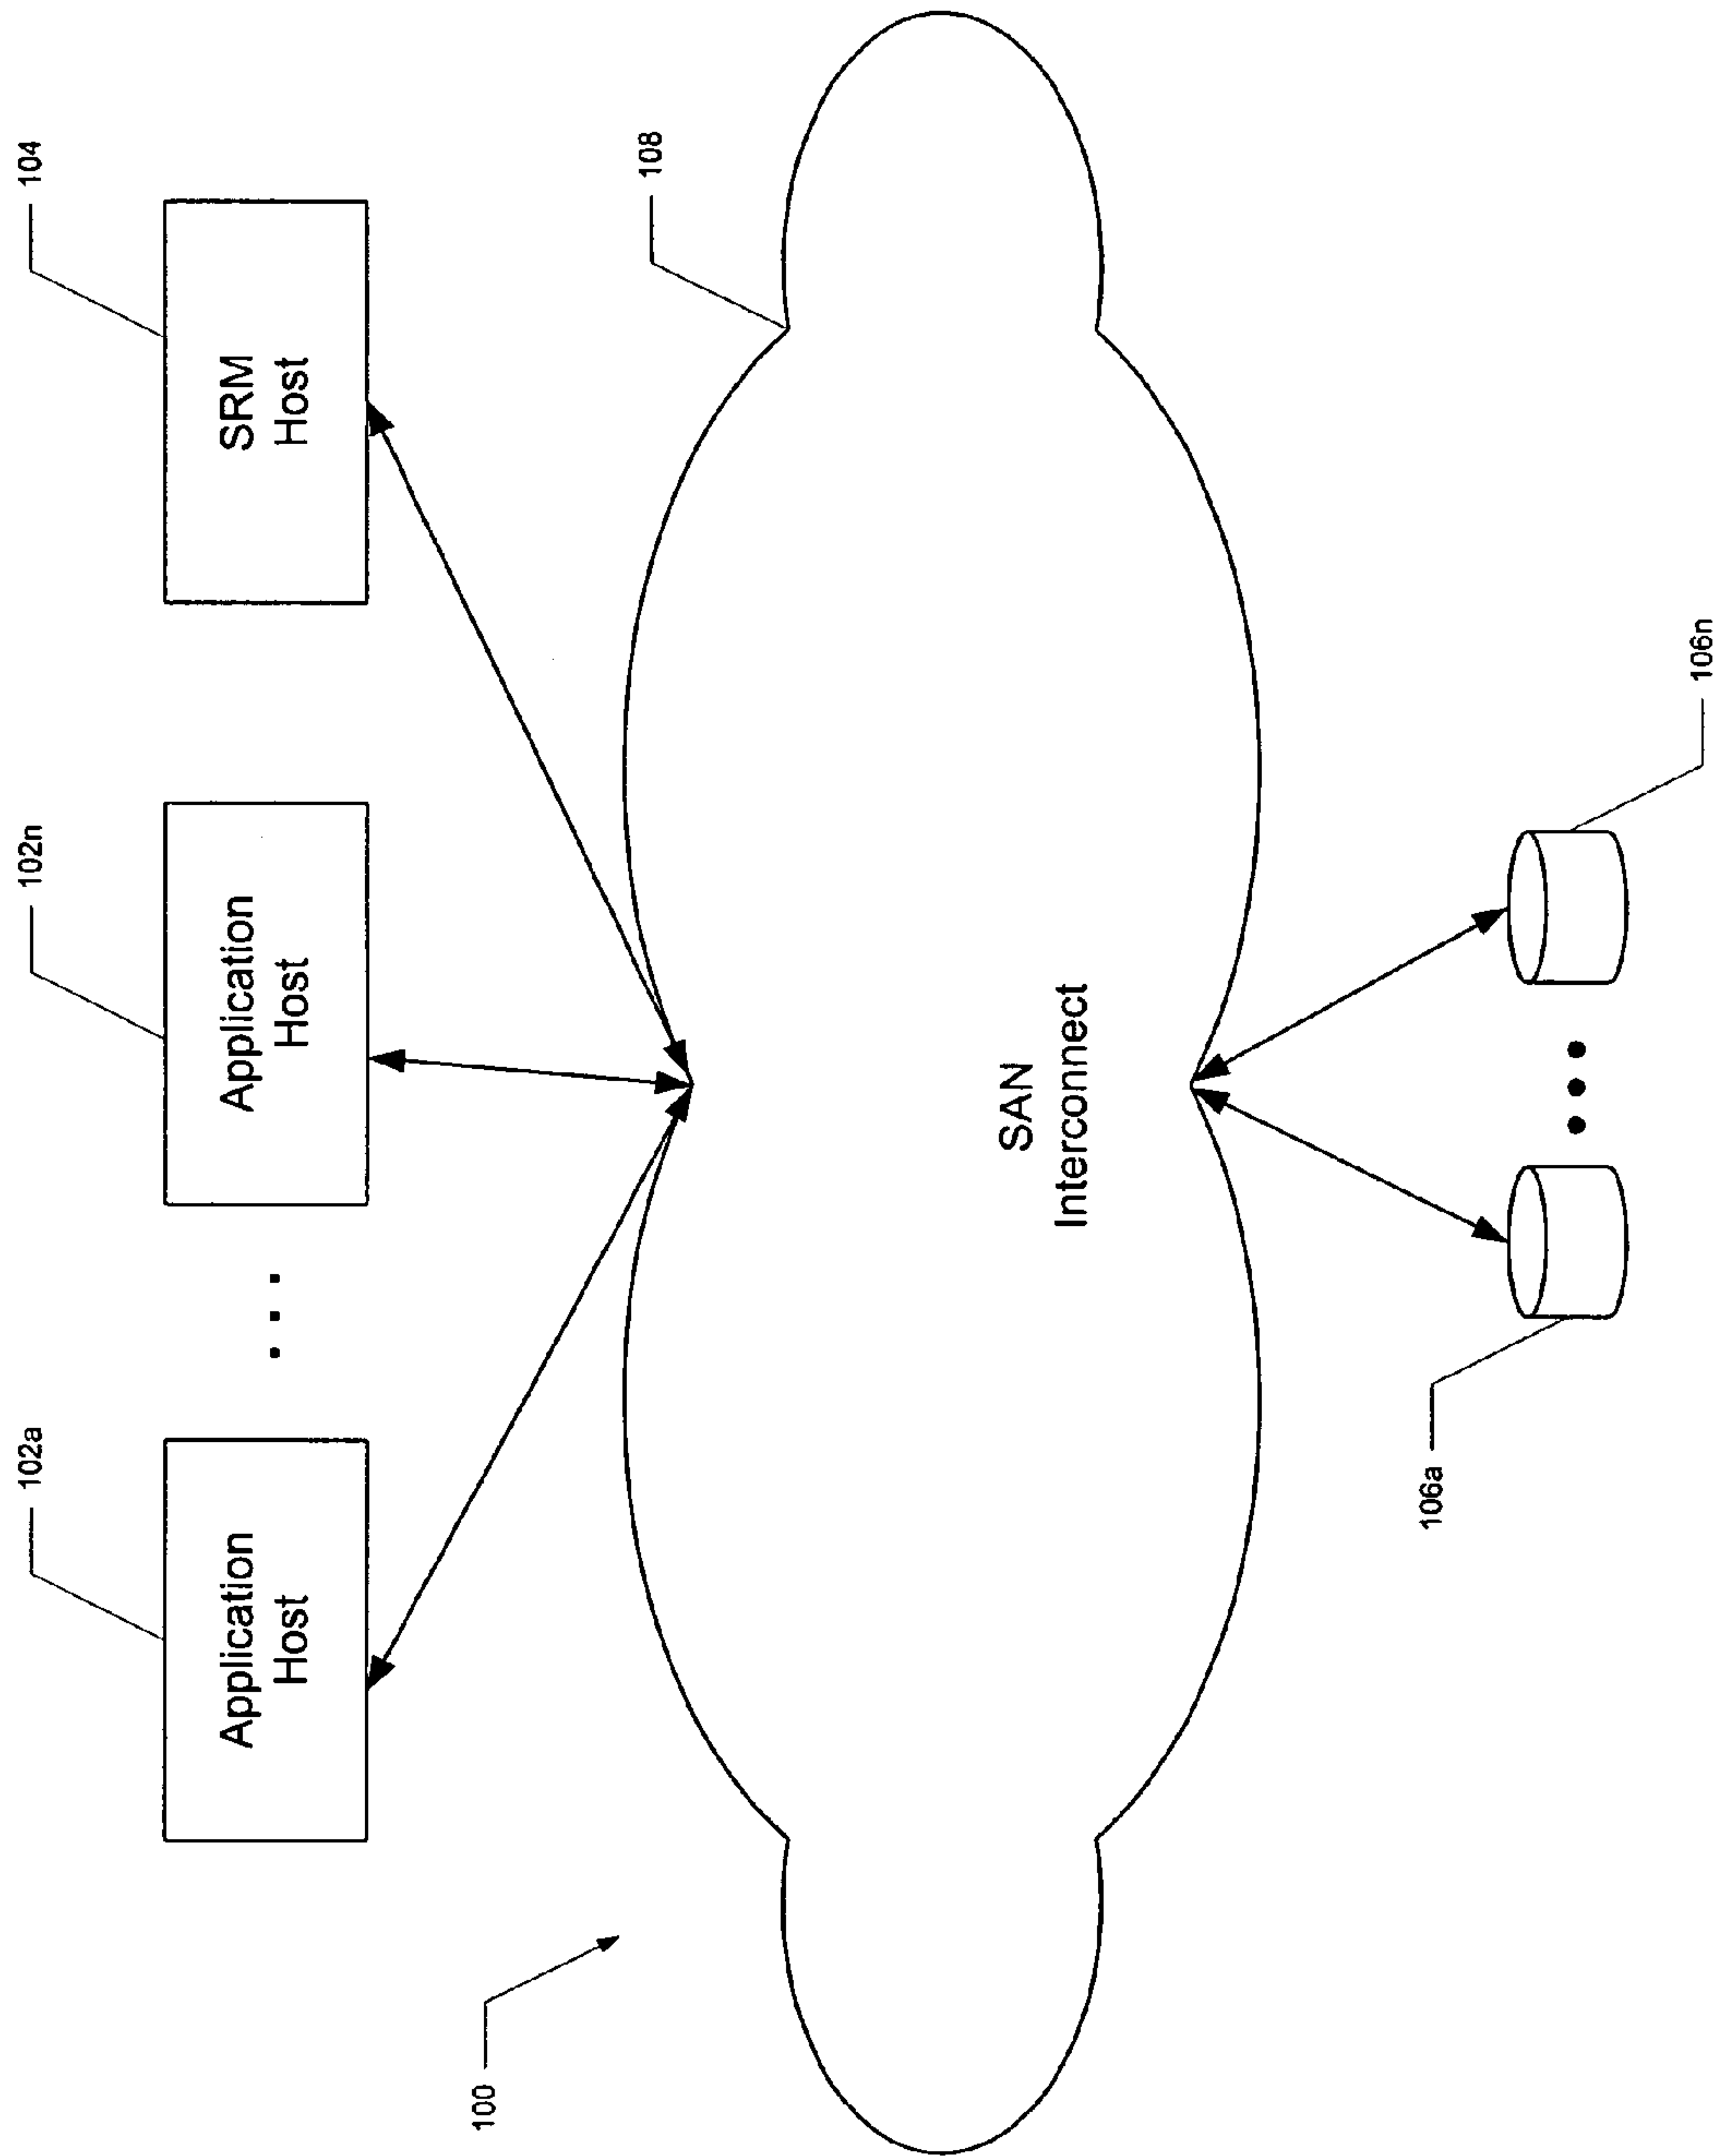 102a
102n
104
Application
Host
. . .
Application
Host
SRM
Host
108
100
SAN
Interconnect
106a
106n